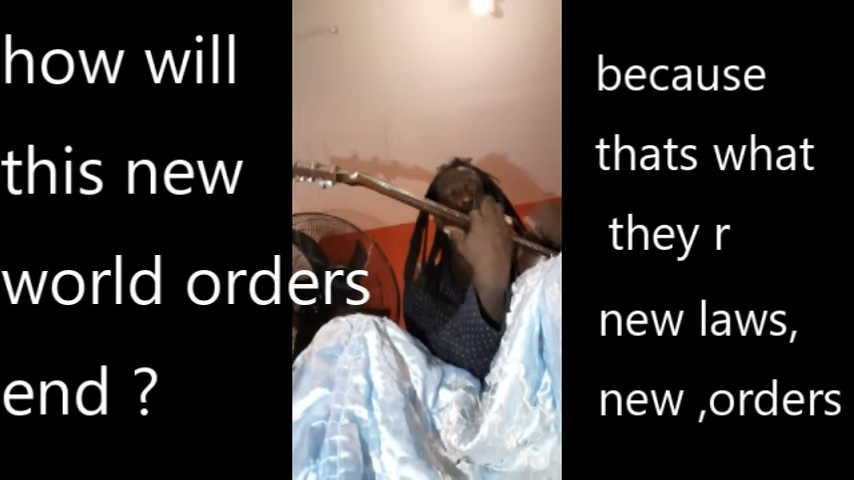 how will
this new
world orders
end ?
because
thats what
they r
new laws,
new ,orders